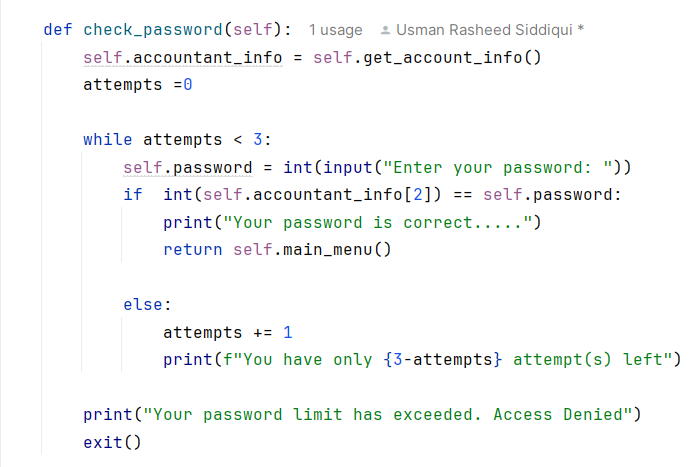 def check_password(self): 1 usage Usman Rasheed Siddiqui *
    self.accountant_info = self.get_account_info()
    attempts =0

    while attempts < 3:
        self.password = int(input("Enter your password: "))
        if  int(self.accountant_info[2]) == self.password:
            print("Your password is correct.....")
            return self.main_menu()

        else:
            attempts += 1
            print(f"You have only {3-attempts} attempt(s) left")

    print("Your password limit has exceeded. Access Denied")
    exit()